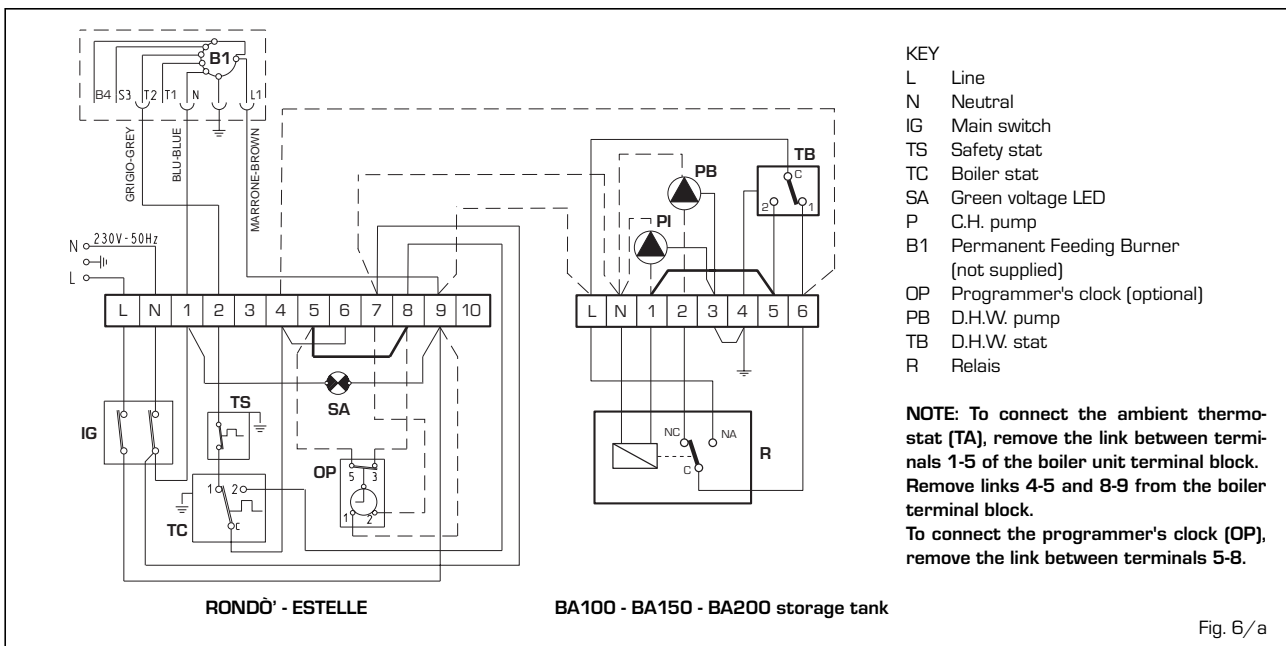 B1
B4 S3 T2 T1 N L1
GRIGIO-GREY
BLU-BLUE
MARRONE-BROWN
N 230V-50Hz
L
L N 1 2 3 4 5 6 7 8 9 10
IG
TS
SA
1 2
C
TC
OP
5 3
1 2
RONDÒ' - ESTELLE
PB
PI
TB
C
2 1
L N 1 2 3 4 5 6
NC NA
C
R
BA100 - BA150 - BA200 storage tank
KEY
L Line
N Neutral
IG Main switch
TS Safety stat
TC Boiler stat
SA Green voltage LED
P C.H. pump
B1 Permanent Feeding Burner
(not supplied)
OP Programmer's clock (optional)
PB D.H.W. pump
TB D.H.W. stat
R Relais
NOTE: To connect the ambient thermo-
stat (TA), remove the link between termi-
nals 1-5 of the boiler unit terminal block.
Remove links 4-5 and 8-9 from the boiler
terminal block.
To connect the programmer's clock (OP),
remove the link between terminals 5-8.
Fig. 6/a